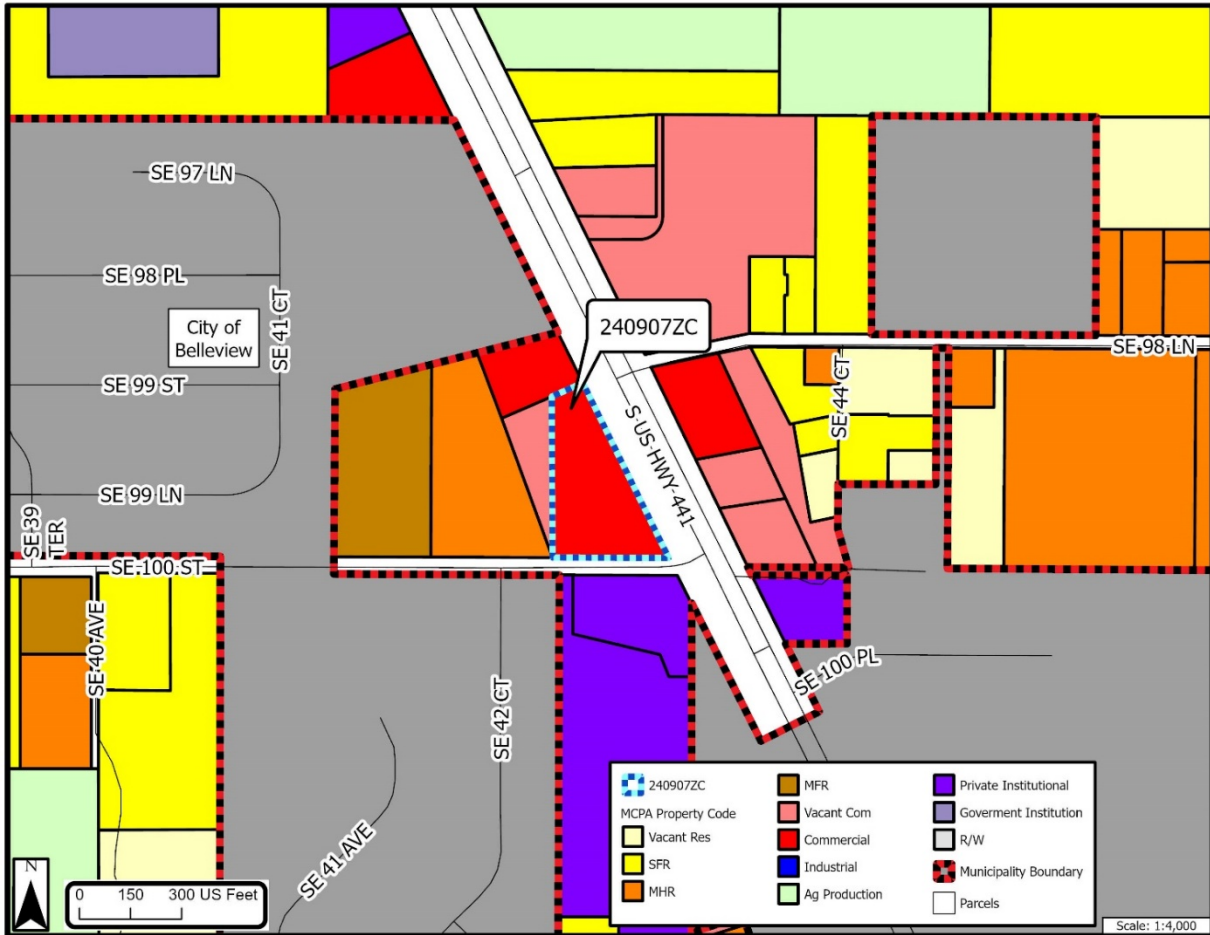 SE 97 LN
SE 98 PL
City of
Belleview
SE 41 CT
240907ZC
SE 98 LN
SE 99 ST
SE 44 CT
S US HWY 441
SE 99 LN
SE 39
TER
SE 100 ST
SE 40 AVE
SE 42 CT
SE 100 PL
SE 41 AVE
N
0 150 300 US Feet
240907ZC
MCPA Property Code
Vacant Res
SFR
MHR
MFR
Vacant Com
Commercial
Industrial
Ag Production
Private Institutional
Goverment Institution
R/W
Municipality Boundary
Parcels
Scale: 1:4,000